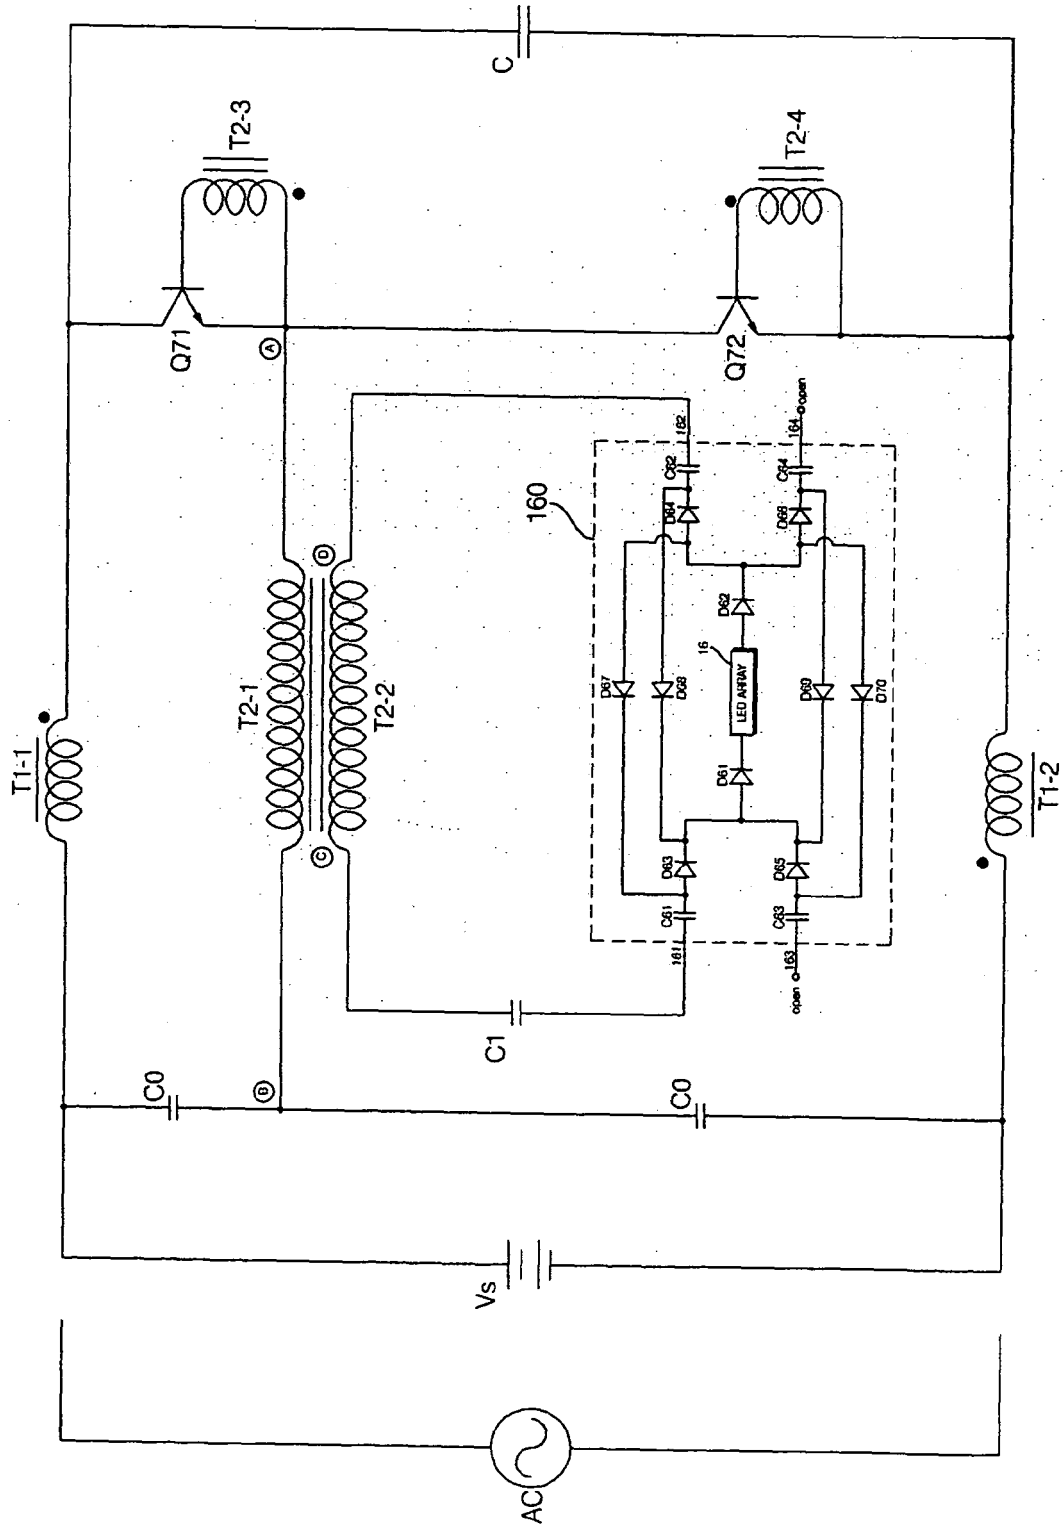 AC
Vs
C0
C0
Ⓑ
T1-1
T1-2
C1
T2-1
T2-2
Ⓒ
Ⓓ
Ⓐ
160
161
162
163
164
open
open
C61
C62
C63
C64
D63
D64
D65
D66
D61
D62
D67
D68
D69
D70
16
LED ARRAY
Q71
Q72
T2-3
T2-4
C